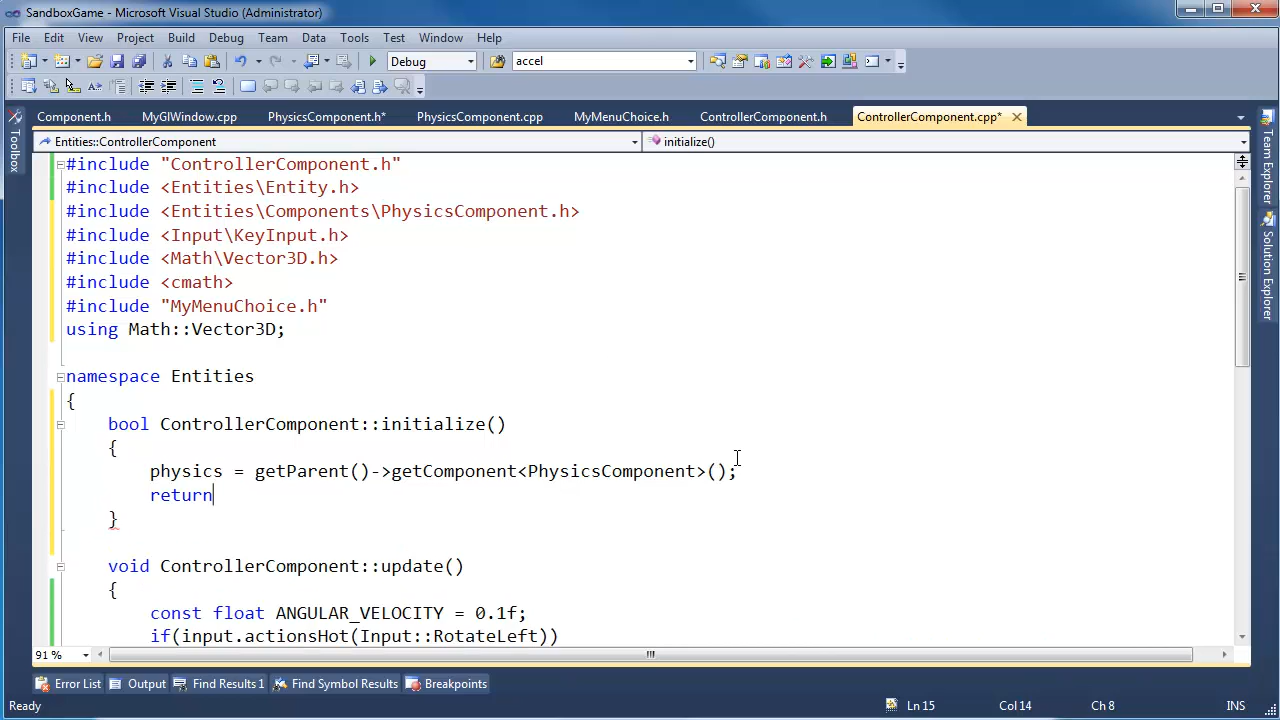 SandboxGame - Microsoft Visual Studio (Administrator)
File Edit View Project Build Debug Team Data Tools Test Window Help
Debug accel
Component.h MyGlWindow.cpp PhysicsComponent.h* PhysicsComponent.cpp MyMenuChoice.h ControllerComponent.h ControllerComponent.cpp*
Toolbox
Entities::ControllerComponent initialize()
Team Explorer
Solution Explorer
#include "ControllerComponent.h"
#include <Entities\Entity.h>
#include <Entities\Components\PhysicsComponent.h>
#include <Input\KeyInput.h>
#include <Math\Vector3D.h>
#include <cmath>
#include "MyMenuChoice.h"
using Math::Vector3D;
namespace Entities
{
bool ControllerComponent::initialize()
{
physics = getParent()->getComponent<PhysicsComponent>();
return
}
void ControllerComponent::update()
{
const float ANGULAR_VELOCITY = 0.1f;
if(input.actionsHot(Input::RotateLeft))
91 %
Error List Output Find Results 1 Find Symbol Results Breakpoints
Ready Ln 15 Col 14 Ch 8 INS